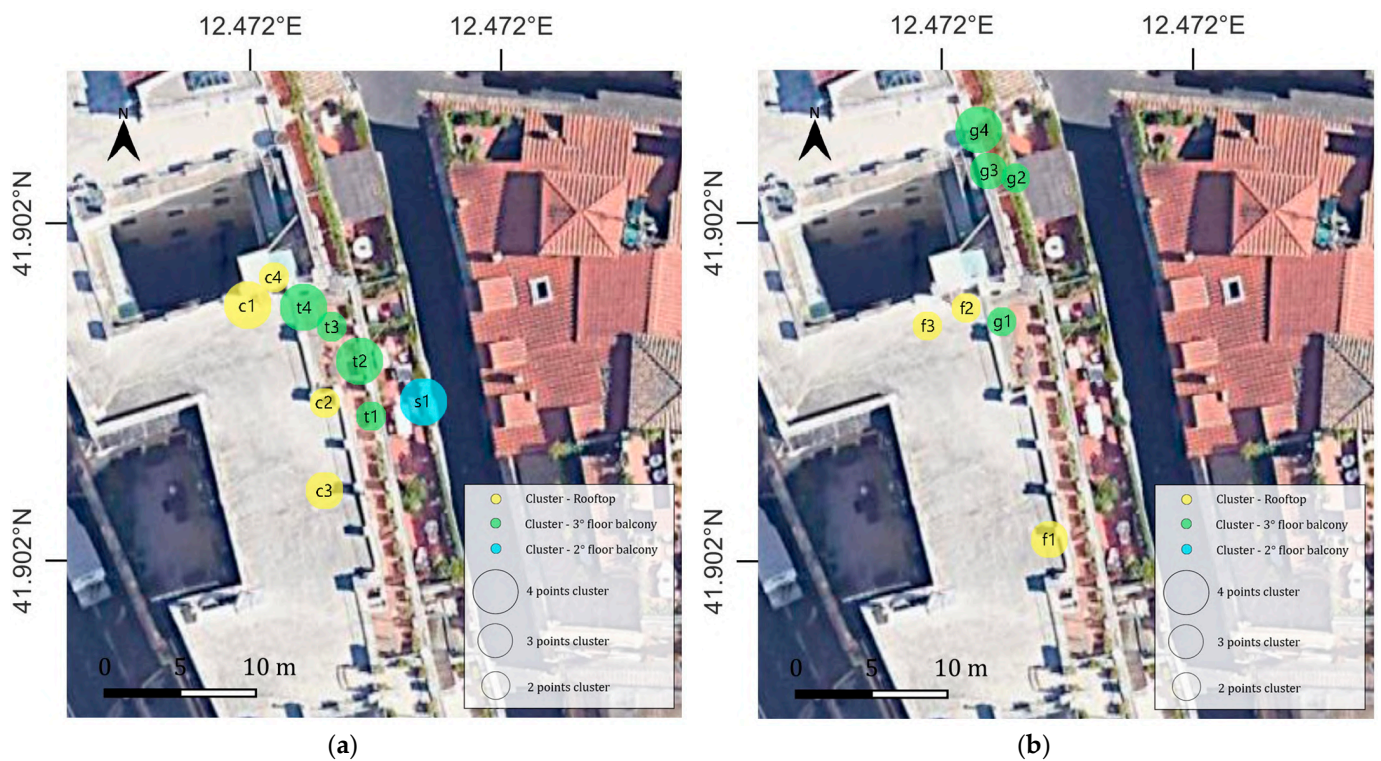 12.472°E 12.472°E 12.472°E 12.472°E
N N
41.902°N 41.902°N
g4
g3 g2
c4
c1 t4 f2
t3 f3 g1
t2
c2 t1 s1
c3
f1
41.902°N 41.902°N
Cluster - Rooftop
Cluster - 3° floor balcony
Cluster - 2° floor balcony
4 points cluster
3 points cluster
2 points cluster
0 5 10 m
Cluster - Rooftop
Cluster - 3° floor balcony
Cluster - 2° floor balcony
4 points cluster
3 points cluster
2 points cluster
0 5 10 m
(a) (b)